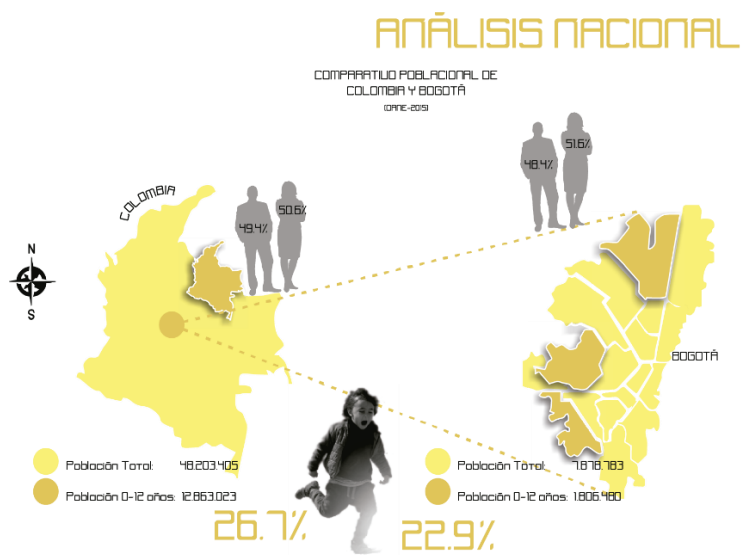 ANÁLISIS NACIONAL
COMPARATIVO POBLACIONAL DE
COLOMBIA Y BOGOTÁ
(DANE-2015)
48.4% 51.6%
COLOMBIA
49.4% 50.6%
N
S
BOGOTÁ
Población Total: 48.203.405
Población 0-12 años: 12.863.023
26.7%
Población Total: 7.878.783
Población 0-12 años: 1.806.480
22.9%